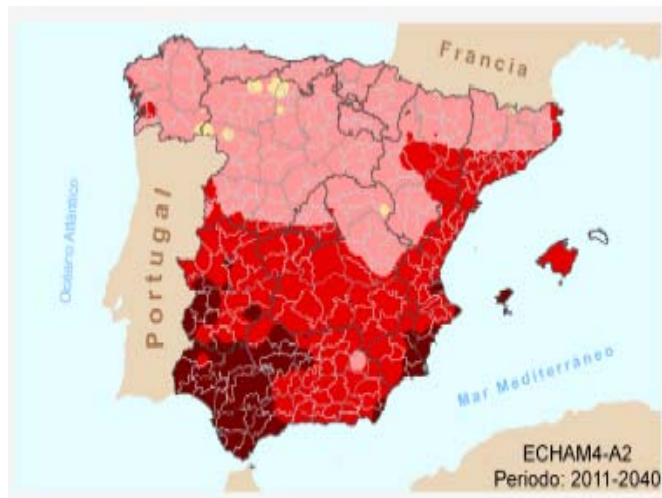 Francia
Océano Atlántico
Portugal
Mar Mediterráneo
ECHAM4-A2
Periodo: 2011-2040